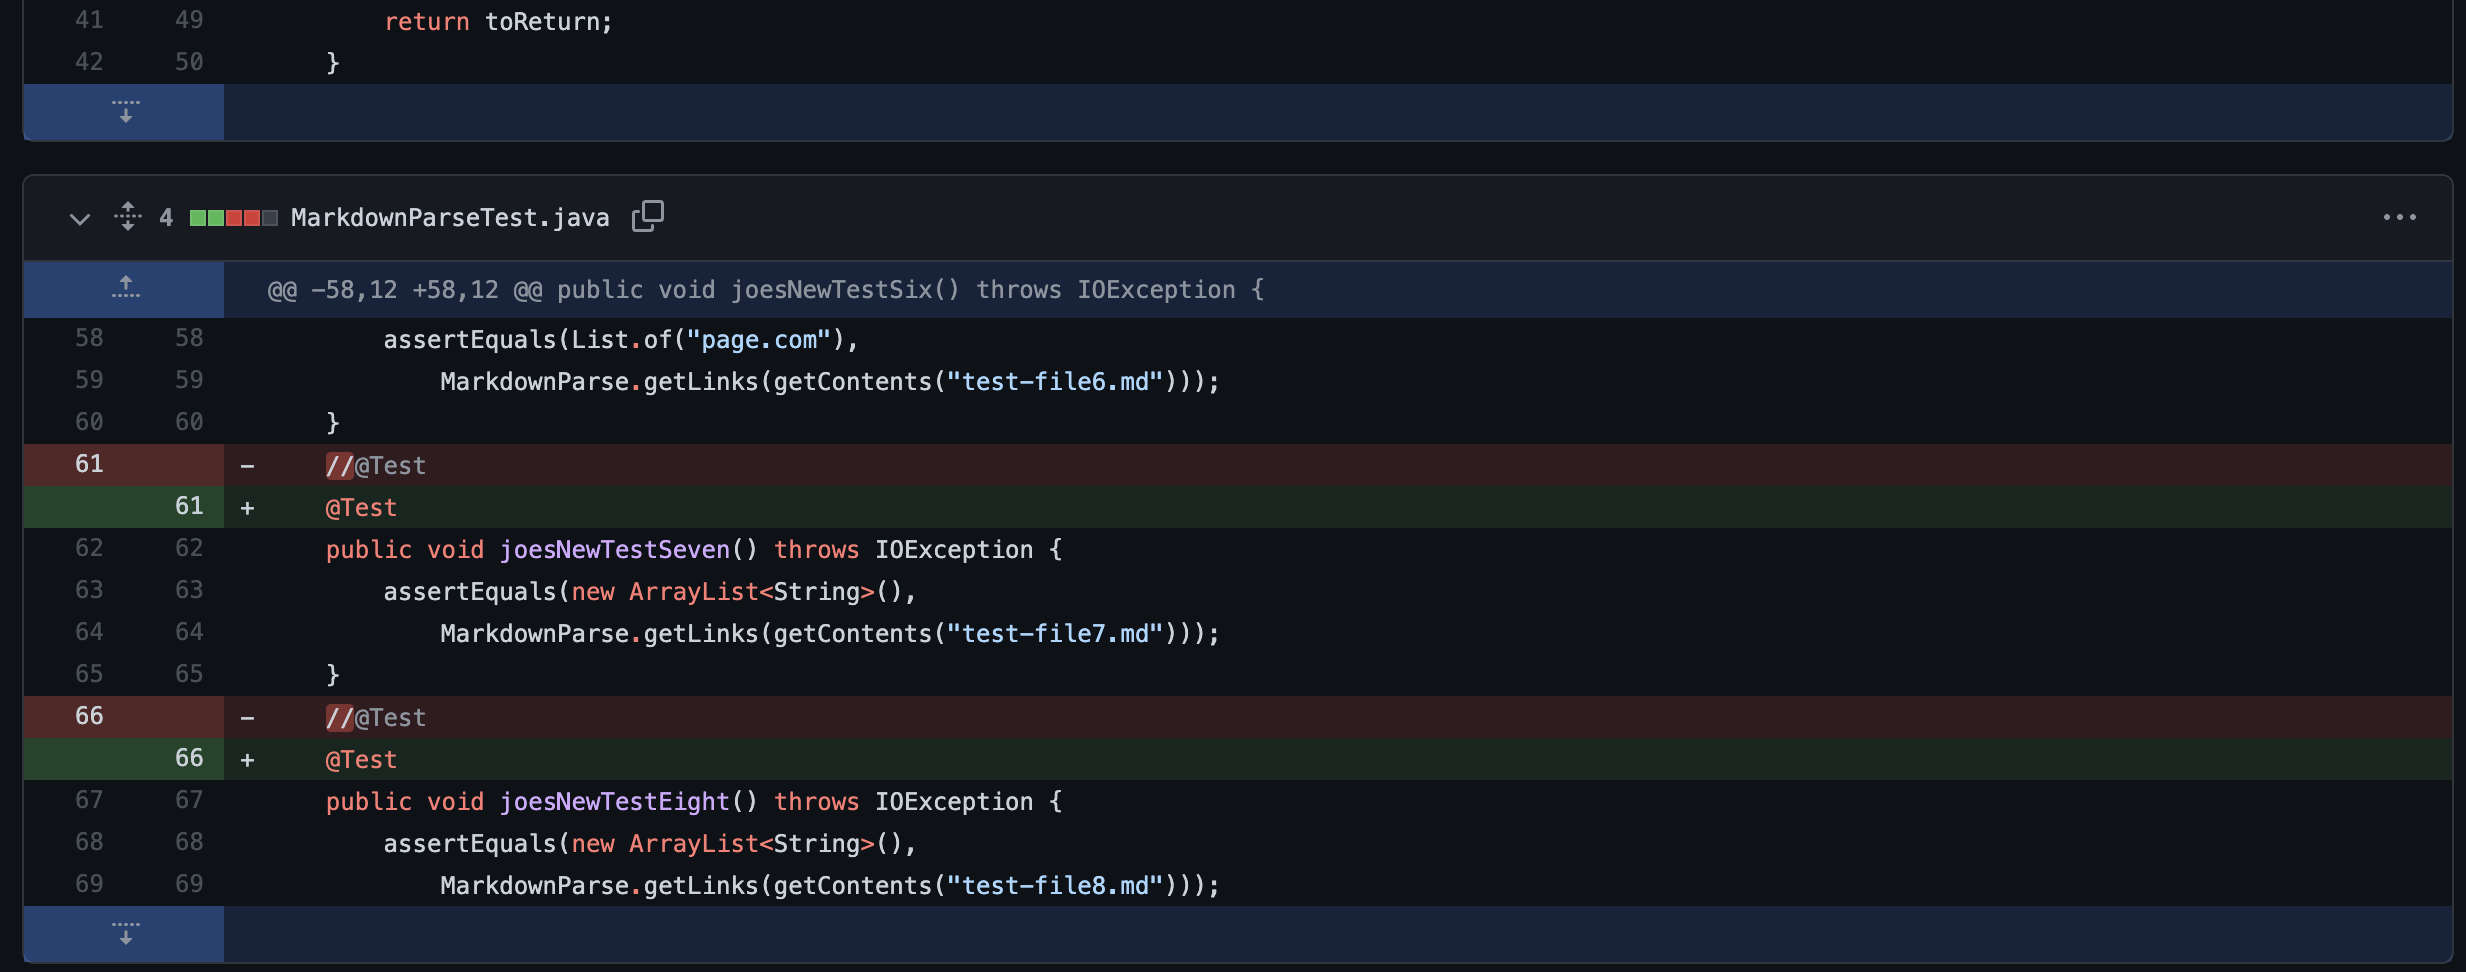 41 49 return toReturn;
42 50 }
4 MarkdownParseTest.java
@@ -58,12 +58,12 @@ public void joesNewTestSix() throws IOException {
58 58 assertEquals(List.of("page.com"),
59 59 MarkdownParse.getLinks(getContents("test-file6.md")));
60 60 }
61 - //@Test
61 + @Test
62 62 public void joesNewTestSeven() throws IOException {
63 63 assertEquals(new ArrayList<String>(),
64 64 MarkdownParse.getLinks(getContents("test-file7.md")));
65 65 }
66 - //@Test
66 + @Test
67 67 public void joesNewTestEight() throws IOException {
68 68 assertEquals(new ArrayList<String>(),
69 69 MarkdownParse.getLinks(getContents("test-file8.md")));